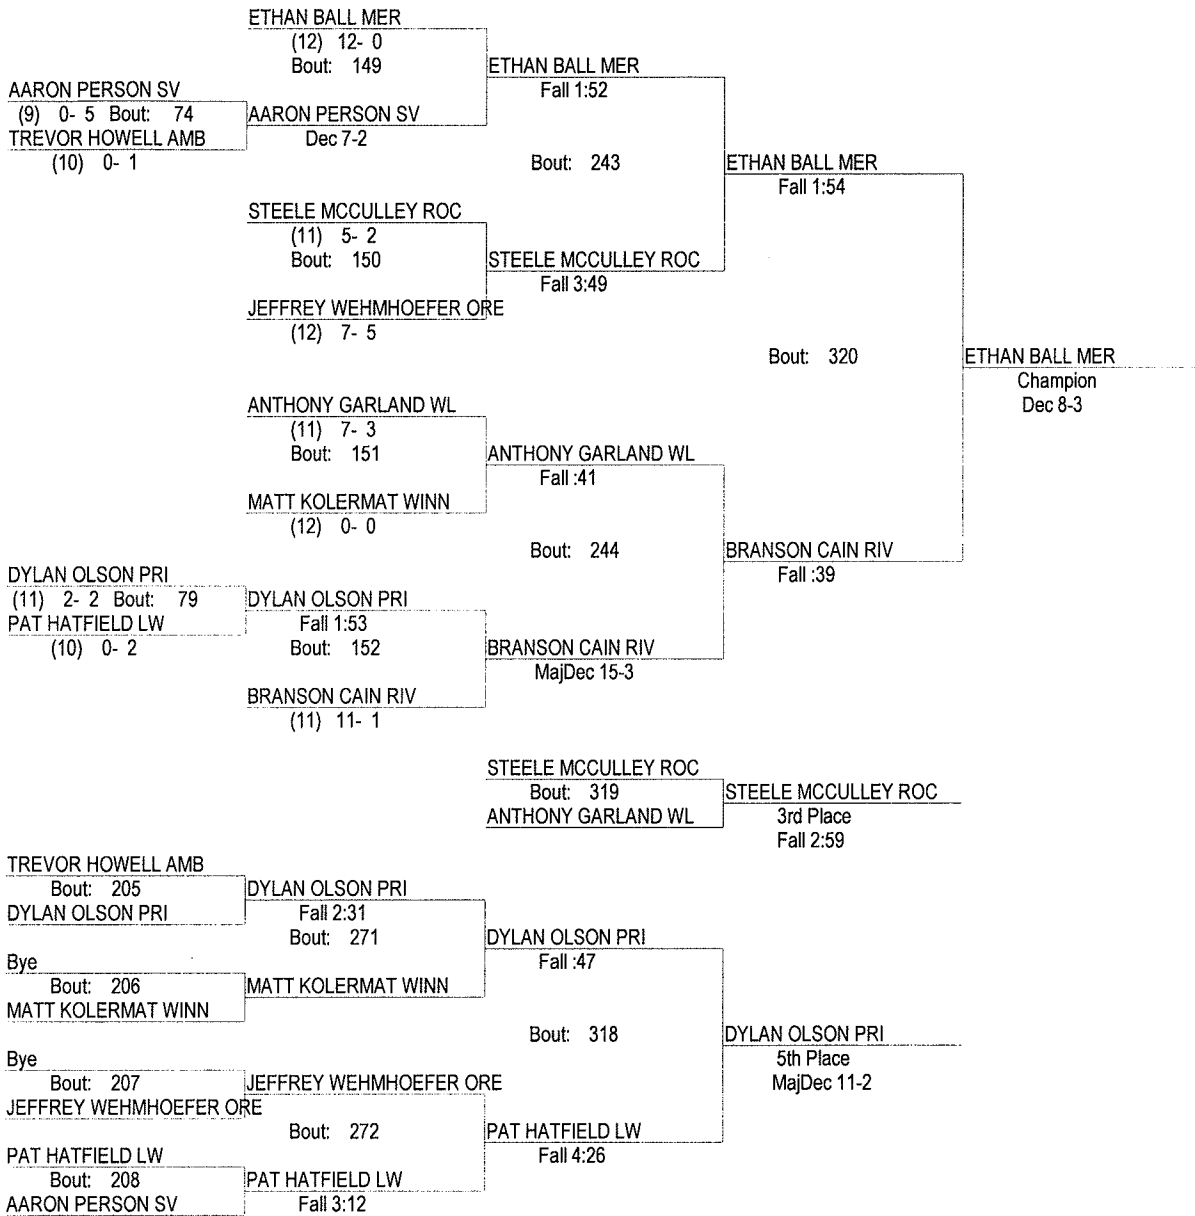 ETHAN BALL MER
(12) 12- 0
Bout: 149
ETHAN BALL MER
Fall 1:52
AARON PERSON SV
(9) 0- 5 Bout: 74
AARON PERSON SV
Dec 7-2
TREVOR HOWELL AMB
(10) 0- 1
Bout: 243
ETHAN BALL MER
Fall 1:54
STEELE MCCULLEY ROC
(11) 5- 2
Bout: 150
STEELE MCCULLEY ROC
Fall 3:49
JEFFREY WEHMHOEFER ORE
(12) 7- 5
Bout: 320
ETHAN BALL MER
Champion
Dec 8-3
ANTHONY GARLAND WL
(11) 7- 3
Bout: 151
ANTHONY GARLAND WL
Fall :41
MATT KOLERMAT WINN
(12) 0- 0
Bout: 244
BRANSON CAIN RIV
Fall :39
DYLAN OLSON PRI
(11) 2- 2 Bout: 79
DYLAN OLSON PRI
PAT HATFIELD LW
Fall 1:53
(10) 0- 2
Bout: 152
BRANSON CAIN RIV
MajDec 15-3
BRANSON CAIN RIV
(11) 11- 1
STEELE MCCULLEY ROC
Bout: 319
STEELE MCCULLEY ROC
ANTHONY GARLAND WL
3rd Place
Fall 2:59
TREVOR HOWELL AMB
Bout: 205
DYLAN OLSON PRI
DYLAN OLSON PRI
Fall 2:31
Bout: 271
DYLAN OLSON PRI
Fall :47
Bye
Bout: 206
MATT KOLERMAT WINN
MATT KOLERMAT WINN
Bout: 318
DYLAN OLSON PRI
5th Place
MajDec 11-2
Bye
Bout: 207
JEFFREY WEHMHOEFER ORE
JEFFREY WEHMHOEFER ORE
Bout: 272
PAT HATFIELD LW
Fall 4:26
PAT HATFIELD LW
Bout: 208
PAT HATFIELD LW
AARON PERSON SV
Fall 3:12